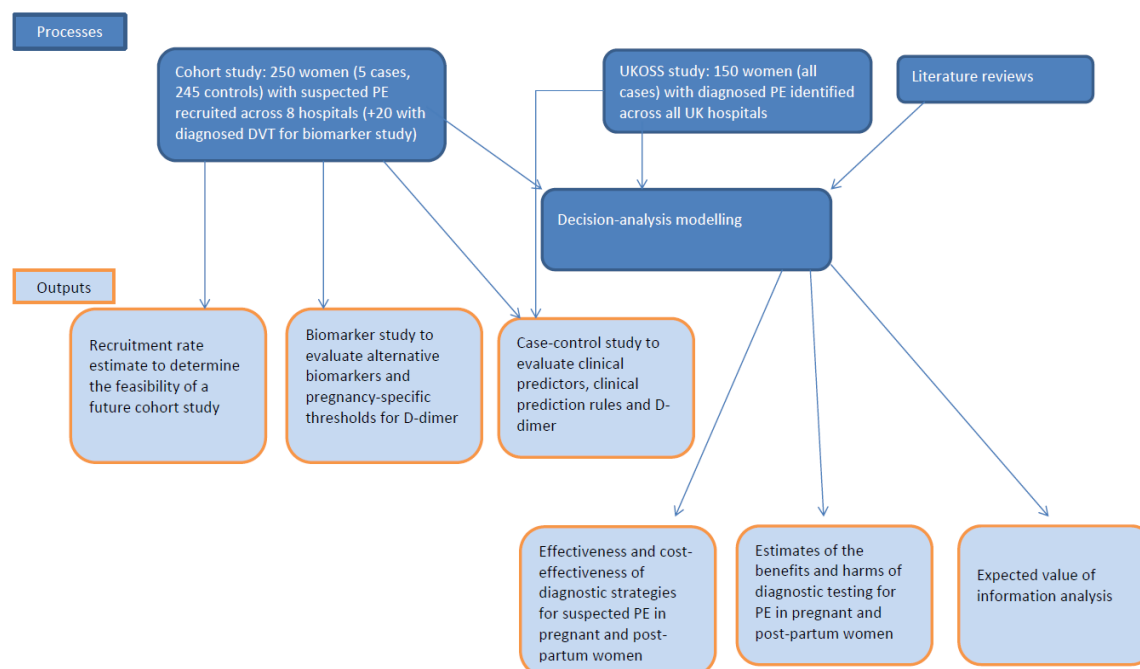 Processes
Cohort study: 250 women (5 cases,
245 controls) with suspected PE
recruited across 8 hospitals (+20 with
diagnosed DVT for biomarker study)
UKOSS study: 150 women (all
cases) with diagnosed PE identified
across all UK hospitals
Literature reviews
Decision-analysis modelling
Outputs
Recruitment rate
estimate to determine
the feasibility of a
future cohort study
Biomarker study to
evaluate alternative
biomarkers and
pregnancy-specific
thresholds for D-dimer
Case-control study to
evaluate clinical
predictors, clinical
prediction rules and D-
dimer
Effectiveness and cost-
effectiveness of
diagnostic strategies
for suspected PE in
pregnant and post-
partum women
Estimates of the
benefits and harms of
diagnostic testing for
PE in pregnant and
post-partum women
Expected value of
information analysis